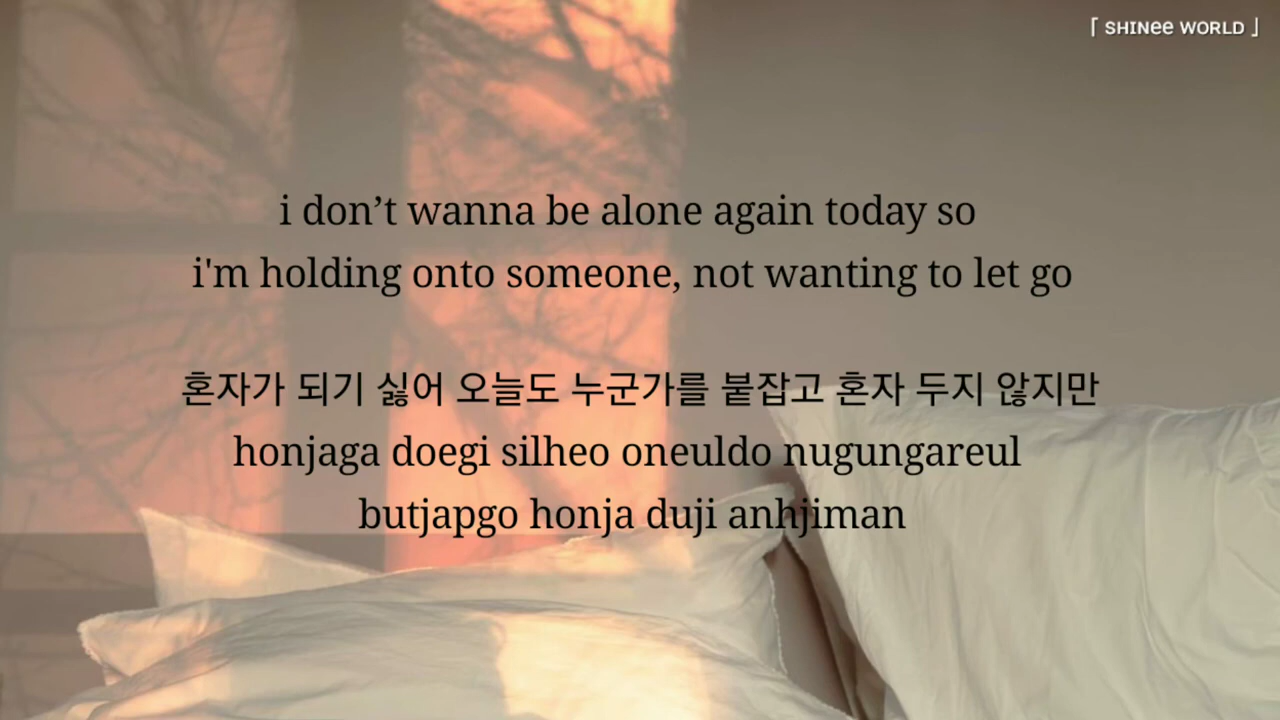 「 SHINee WORLD 」
i don’t wanna be alone again today so
i'm holding onto someone, not wanting to let go
혼자가 되기 싫어 오늘도 누군가를 붙잡고 혼자 두지 않지만
honjaga doegi silheo oneuldo nugungareul
butjapgo honja duji anhjiman